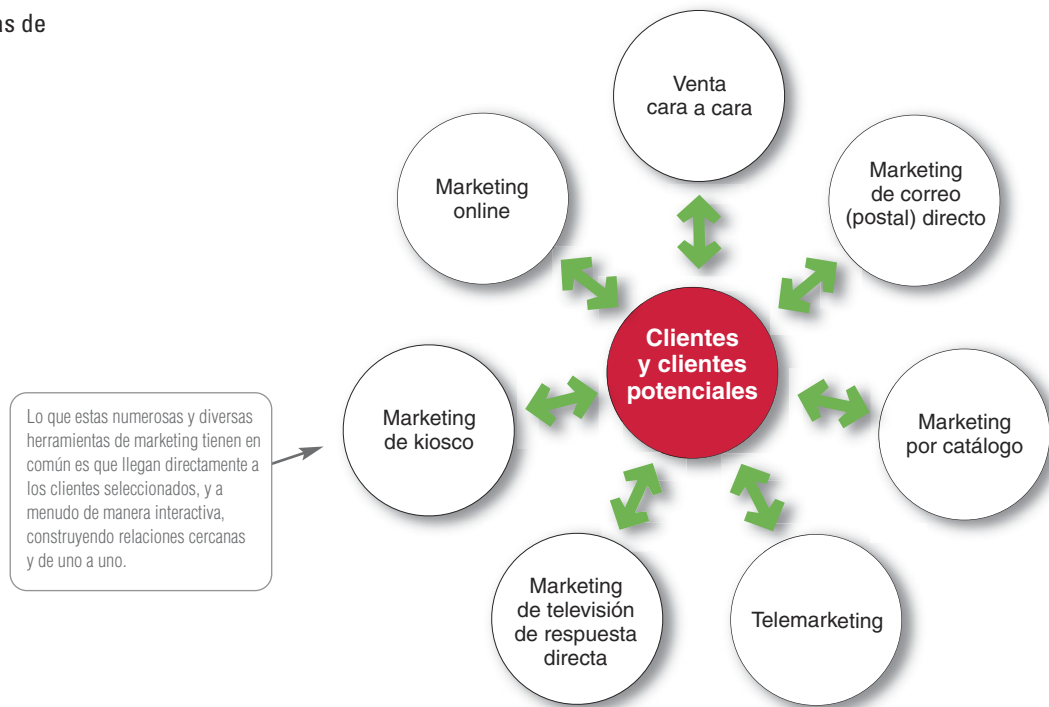 as de
Venta
cara a cara
Marketing
de correo
(postal) directo
Marketing
por catálogo
Telemarketing
Marketing
de televisión
de respuesta
directa
Marketing
de kiosco
Marketing
online
Clientes
y clientes
potenciales
Lo que estas numerosas y diversas
herramientas de marketing tienen en
común es que llegan directamente a
los clientes seleccionados, y a
menudo de manera interactiva,
construyendo relaciones cercanas
y de uno a uno.